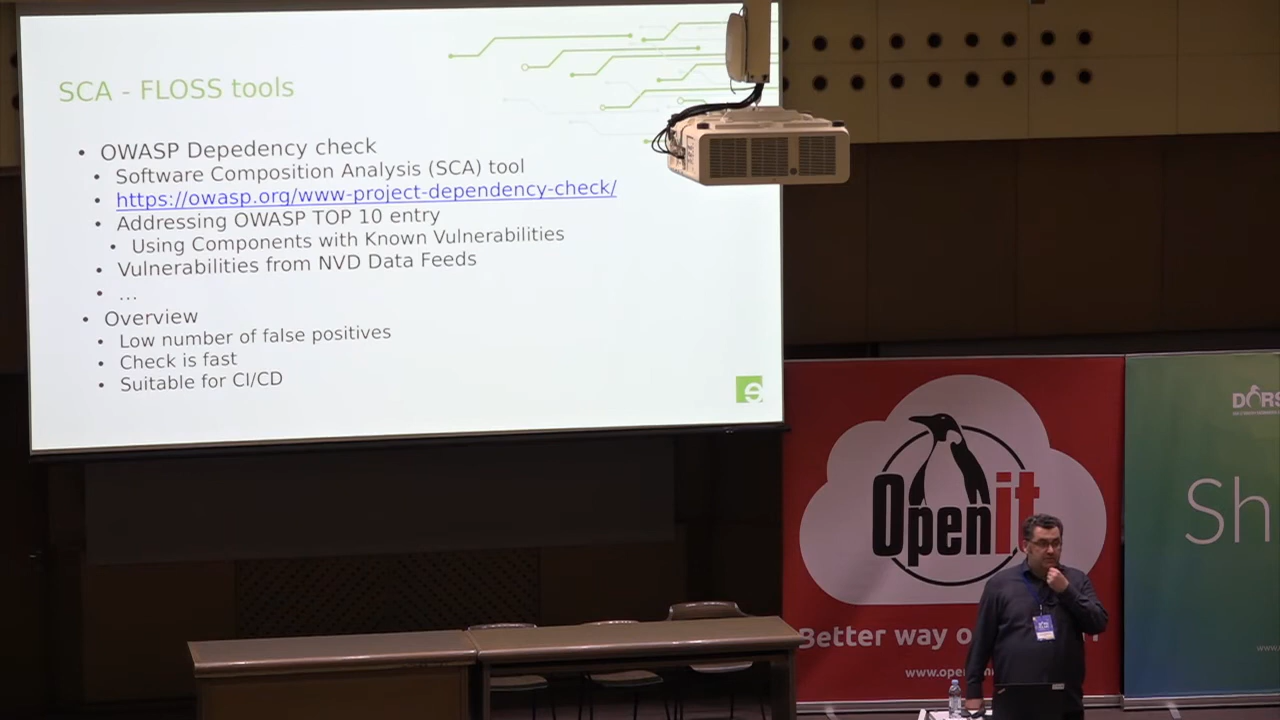 SCA - FLOSS tools
OWASP Depedency check
Software Composition Analysis (SCA) tool
https://owasp.org/www-project-dependency-check/
Addressing OWASP TOP 10 entry
Using Components with Known Vulnerabilities
Vulnerabilities from NVD Data Feeds
...
Overview
Low number of false positives
Check is fast
Suitable for CI/CD
Openit
Better way o
www.open
DORS
Sh